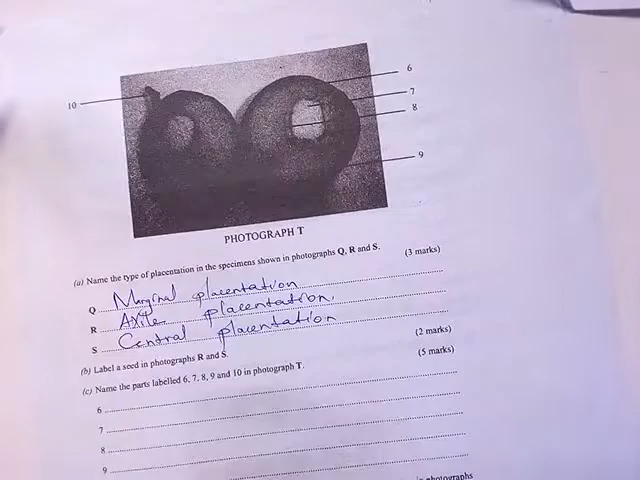 6
7
10
8
9
PHOTOGRAPH T
(a) Name the type of placentation in the specimens shown in photographs Q, R and S. (3 marks)
Q Marginal placentation
R Axile placentation.
S Central placentation
(b) Label a seed in photographs R and S. (2 marks)
(c) Name the parts labelled 6, 7, 8, 9 and 10 in photograph T. (5 marks)
6
7
8
9
photographs